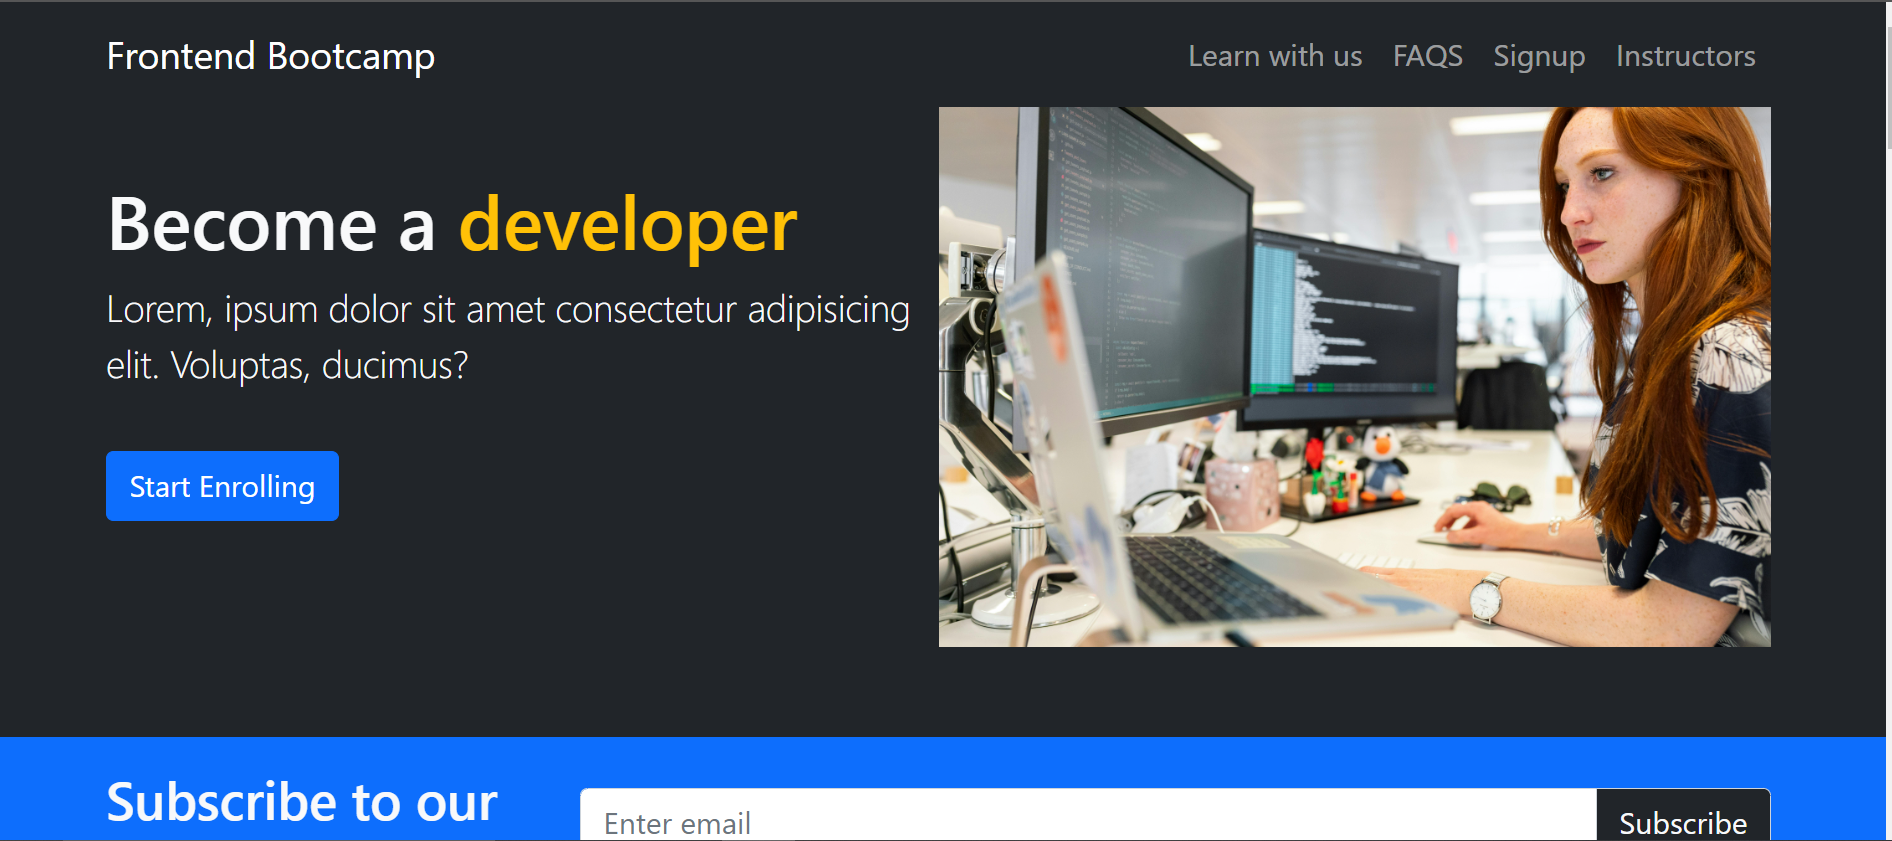 Frontend Bootcamp
Learn with us FAQS Signup Instructors
Become a developer
Lorem, ipsum dolor sit amet consectetur adipisicing
elit. Voluptas, ducimus?
Start Enrolling
Subscribe to our
Enter email
Subscribe